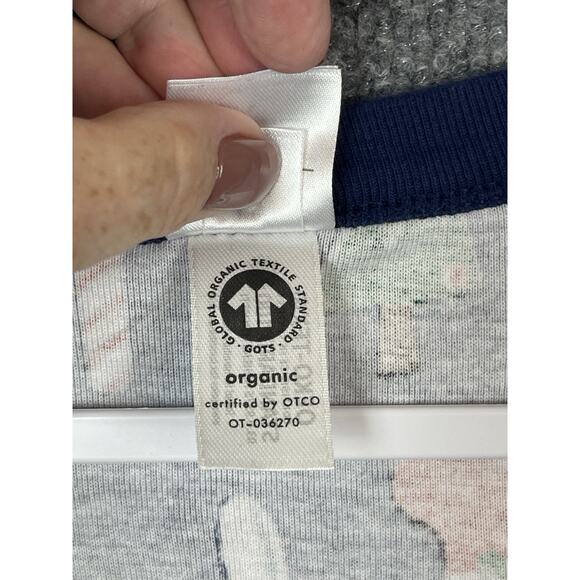 · GLOBAL ORGANIC TEXTILE STANDARD ·
GOTS
organic
certified by OTCO
OT-036270